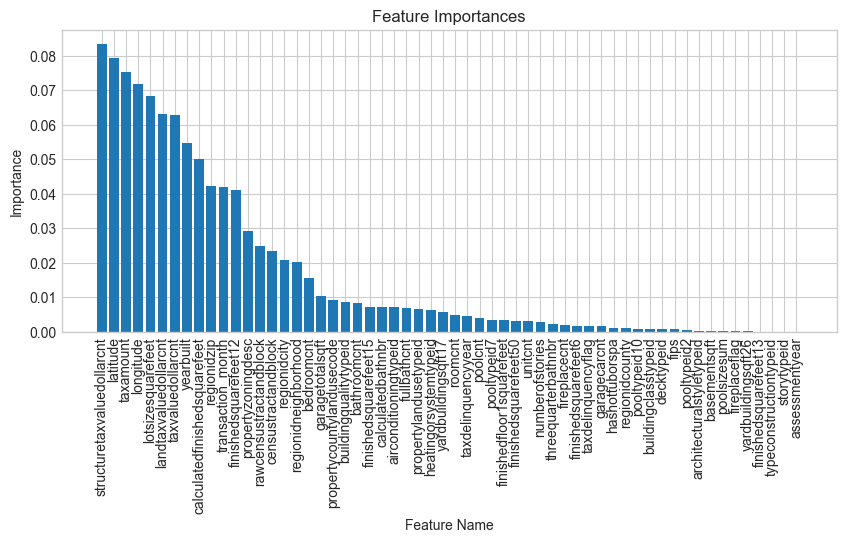 Feature Importances
0.08
0.07
0.06
0.05
0.04
0.03
0.02
0.01
0.00
Importance
structuretaxvaluedollarcnt
latitude
taxamount
longitude
lotsizesquarefeet
landtaxvaluedollarcnt
taxvaluedollarcnt
yearbuilt
calculatedfinishedsquarefeet
regionidzip
transaction_month
finishedsquarefeet12
propertyzoningdesc
rawcensustractandblock
censustractandblock
regionidcity
regionidneighborhood
bedroomcnt
garagetotalsqft
propertycountylandusecode
buildingqualitytypeid
bathroomcnt
finishedsquarefeet15
calculatedbathnbr
airconditioningtypeid
fullbathcnt
propertylandusetypeid
heatingorsystemtypeid
yardbuildingsqft17
roomcnt
taxdelinquencyyear
poolcnt
pooltypeid7
finishedfloor1squarefeet
finishedsquarefeet50
unitcnt
numberofstories
threequarterbathnbr
fireplacecnt
finishedsquarefeet6
taxdelinquencyflag
garagecarcnt
hashottuborspa
regionidcounty
pooltypeid10
buildingclasstypeid
decktypeid
fips
pooltypeid2
architecturalstyletypeid
basementsqft
poolsizesum
fireplaceflag
yardbuildingsqft26
finishedsquarefeet13
typeconstructiontypeid
storytypeid
assessmentyear
Feature Name